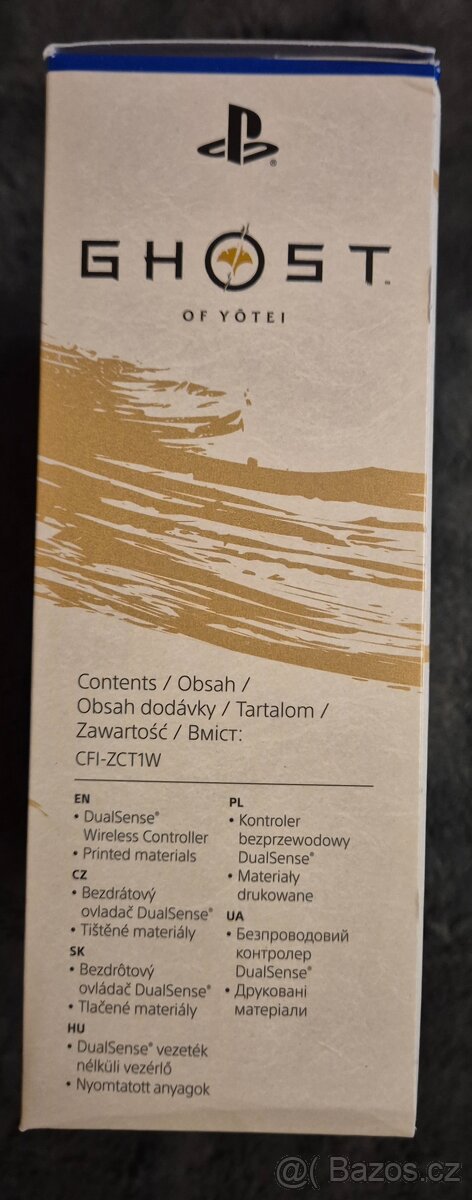 GHOST
OF YŌTEI
Contents / Obsah /
Obsah dodávky / Tartalom /
Zawartość / Вміст:
CFI-ZCT1W
EN
• DualSense®
Wireless Controller
• Printed materials
CZ
• Bezdrátový
ovladač DualSense®
• Tištěné materiály
SK
• Bezdrôtový
ovládač DualSense®
• Tlačené materiály
HU
• DualSense® vezeték
nélküli vezérlő
• Nyomtatott anyagok
PL
• Kontroler
bezprzewodowy
DualSense®
• Materiały
drukowane
UA
• Безпроводовий
контролер
DualSense®
• Друковані
матеріали
@( Bazos.cz